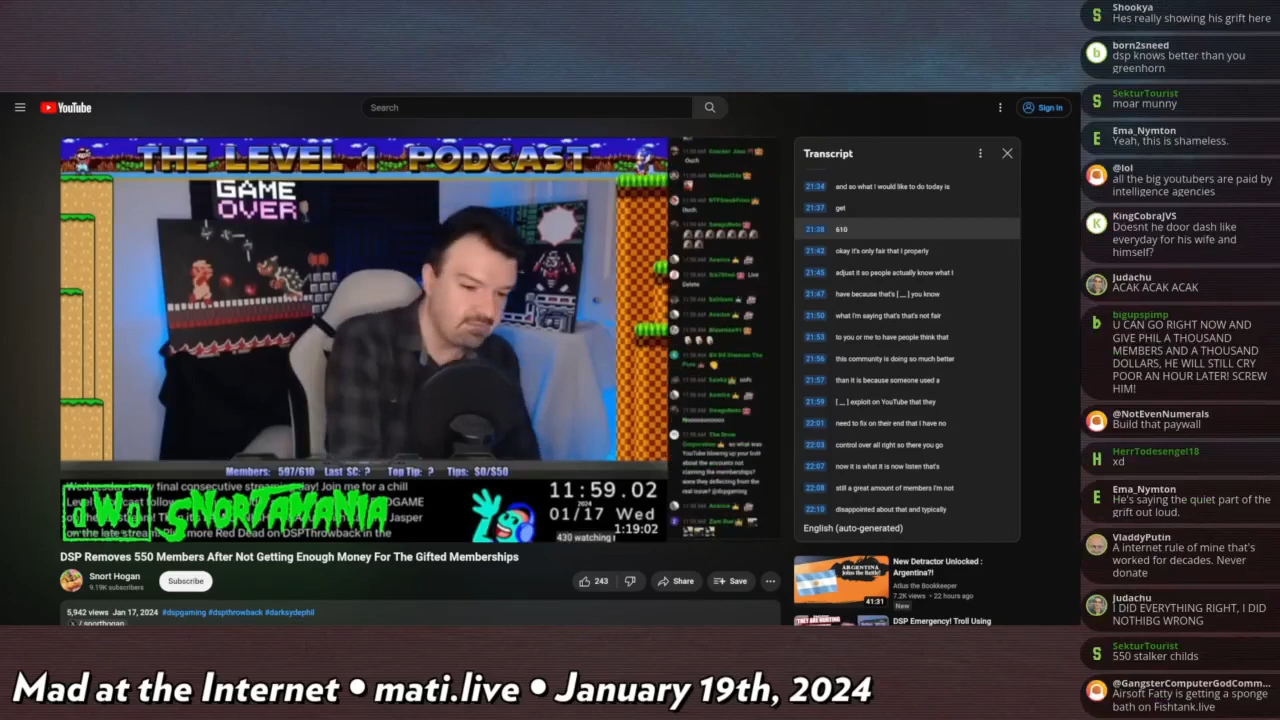 YouTube
Search
Sign in
THE LEVEL 1 PODCAST
GAME
OVER
Members: 597/610 Last SC: ? Top Tip: ? Tips: $0/$50
Wednesday is my final consecutive streaming day! Join me for a chill
SNORTAMANIA
11:59.02
2024
01/17 Wed
1:19:02
430 watching
Transcript
21:34 and so what I would like to do today is
21:37 get
21:38 610
21:42 okay it's only fair that I properly
21:45 adjust it so people actually know what I
21:47 have because that's [ __ ] you know
21:50 what I'm saying that's that's not fair
21:53 to you or me to have people think that
21:56 this community is doing so much better
21:57 than it is because someone used a
21:59 [ __ ] exploit on YouTube that they
22:01 need to fix on their end that I have no
22:03 control over all right so there you go
22:07 now it is what it is now listen that's
22:08 still a great amount of members I'm not
22:10 disappointed about that and typically
English (auto-generated)
DSP Removes 550 Members After Not Getting Enough Money For The Gifted Memberships
Snort Hogan
9.19K subscribers
Subscribe
243
Share
Save
5,942 views Jan 17, 2024 #dspgaming #dspthrowback #darksydephil
/ snorthogan
New Detractor Unlocked :
Argentina?!
Atlus the Bookkeeper
7.2K views • 22 hours ago
New
41:31
DSP Emergency! Troll Using
Shookya
Hes really showing his grift here
born2sneed
dsp knows better than you
greenhorn
SekturTourist
moar munny
Ema_Nymton
Yeah, this is shameless.
@lol
all the big youtubers are paid by
intelligence agencies
KingCobraJVS
Doesnt he door dash like
everyday for his wife and
himself?
Judachu
ACAK ACAK ACAK
bigupspimp
U CAN GO RIGHT NOW AND
GIVE PHIL A THOUSAND
MEMBERS AND A THOUSAND
DOLLARS, HE WILL STILL CRY
POOR AN HOUR LATER! SCREW
HIM!
@NotEvenNumerals
Build that paywall
HerrTodesengel18
xd
Ema_Nymton
He's saying the quiet part of the
grift out loud.
VladdyPutin
A internet rule of mine that's
worked for decades. Never
donate
Judachu
I DID EVERYTHING RIGHT, I DID
NOTHIBG WRONG
SekturTourist
550 stalker childs
@GangsterComputerGodComm...
Airsoft Fatty is getting a sponge
bath on Fishtank.live
Mad at the Internet • mati.live • January 19th, 2024